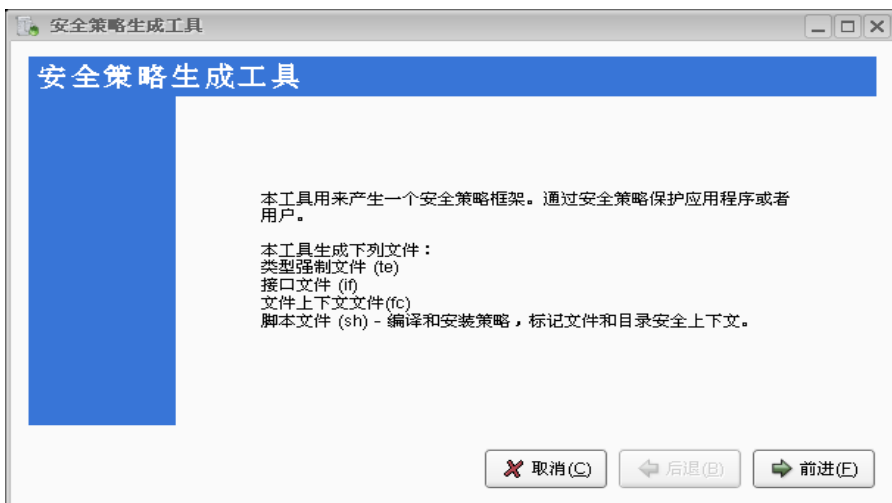 安全策略生成工具
安全策略生成工具
本工具用来产生一个安全策略框架。通过安全策略保护应用程序或者
用户。
本工具生成下列文件：
类型强制文件 (te)
接口文件 (if)
文件上下文文件(fc)
脚本文件 (sh) - 编译和安装策略，标记文件和目录安全上下文。
取消(C)
后退(B)
前进(F)